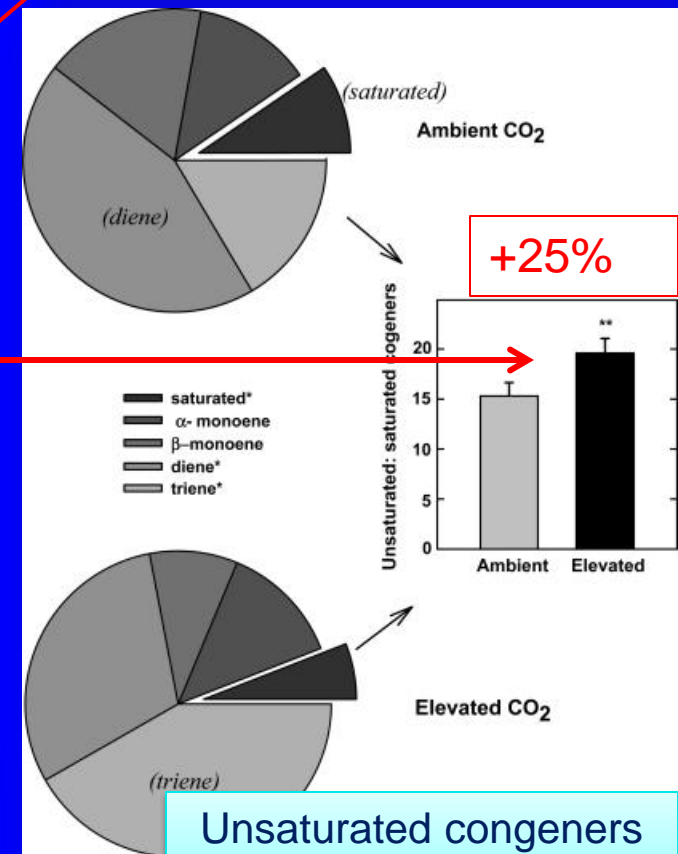 (saturated)
Ambient CO2
(diene)
+25%
Unsaturated: saturated cogeners
20
15
10
5
0
**
Ambient Elevated
saturated*
α- monoene
β–monoene
diene*
triene*
Elevated CO2
(triene)
Unsaturated congeners